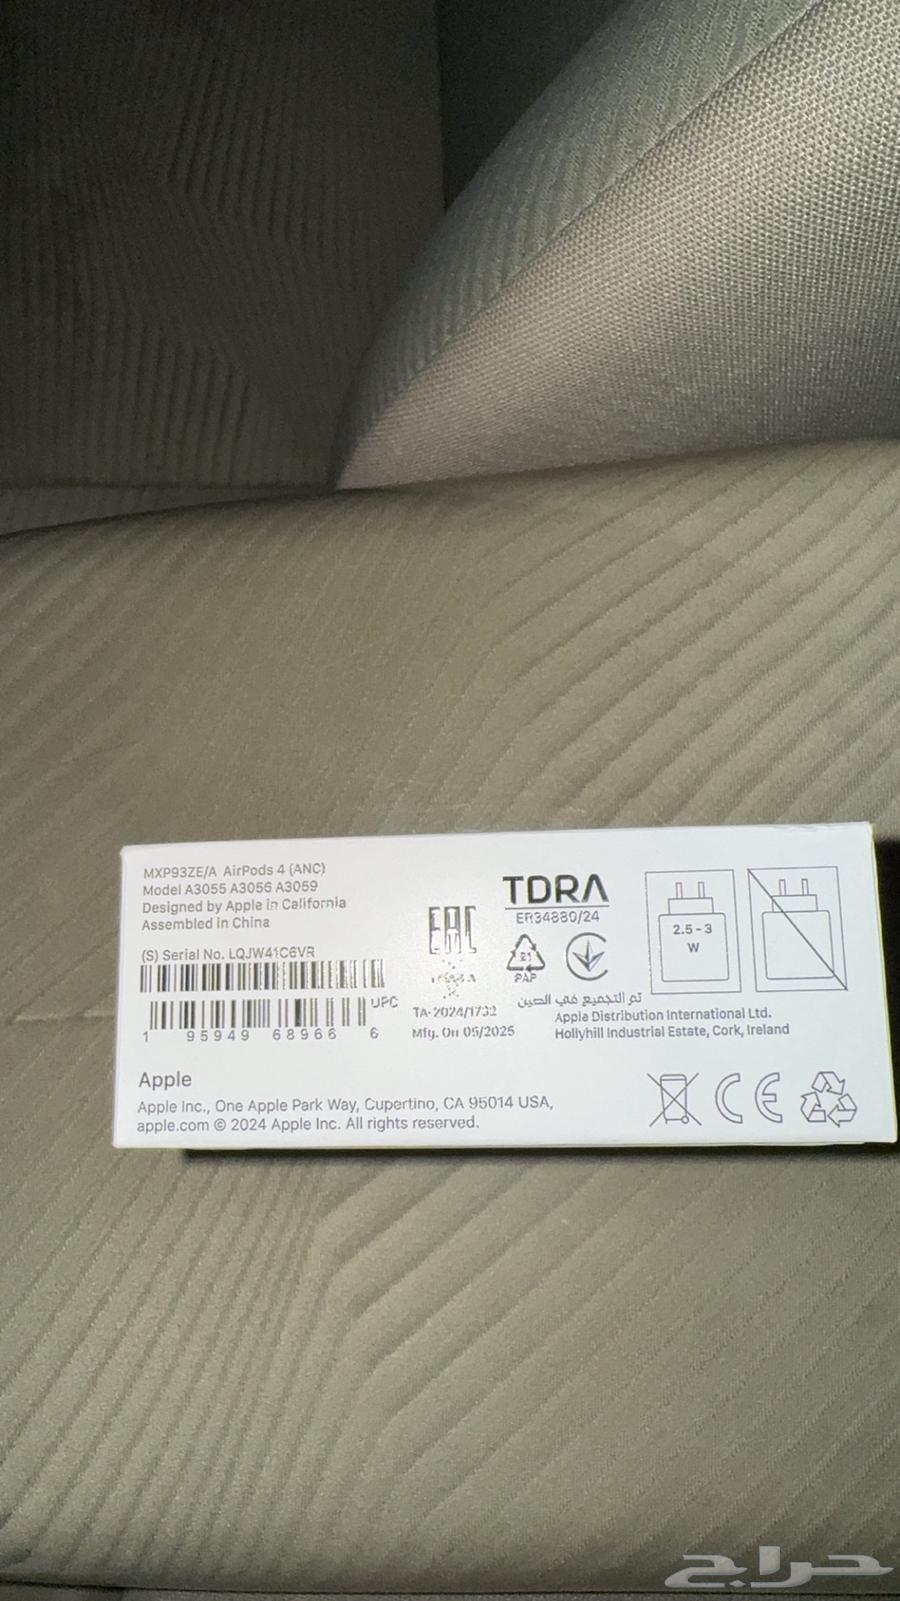 MXP93ZE/A AirPods 4 (ANC)
Model A3055 A3056 A3059
Designed by Apple in California
Assembled in China
(S) Serial No. LQJW41C6VR
UPC
1 95949 68966 6
EAC
TA-2024/1732
Mfg. On 05/2025
TDRA
ER34880/24
21
PAP
2.5 - 3
W
تم التجميع في الصين
Apple Distribution International Ltd.
Hollyhill Industrial Estate, Cork, Ireland
Apple
Apple Inc., One Apple Park Way, Cupertino, CA 95014 USA,
apple.com © 2024 Apple Inc. All rights reserved.
CE
حراج